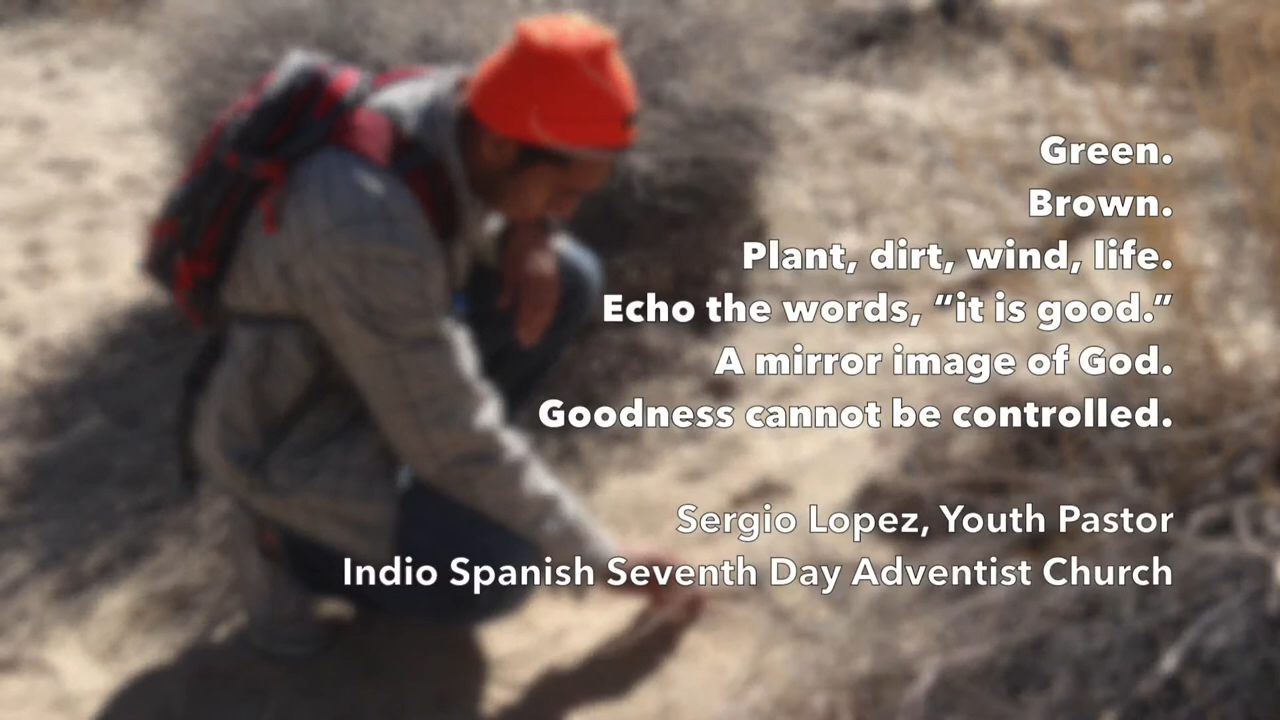 Green.
Brown.
Plant, dirt, wind, life.
Echo the words, “it is good.”
A mirror image of God.
Goodness cannot be controlled.
Sergio Lopez, Youth Pastor
Indio Spanish Seventh Day Adventist Church